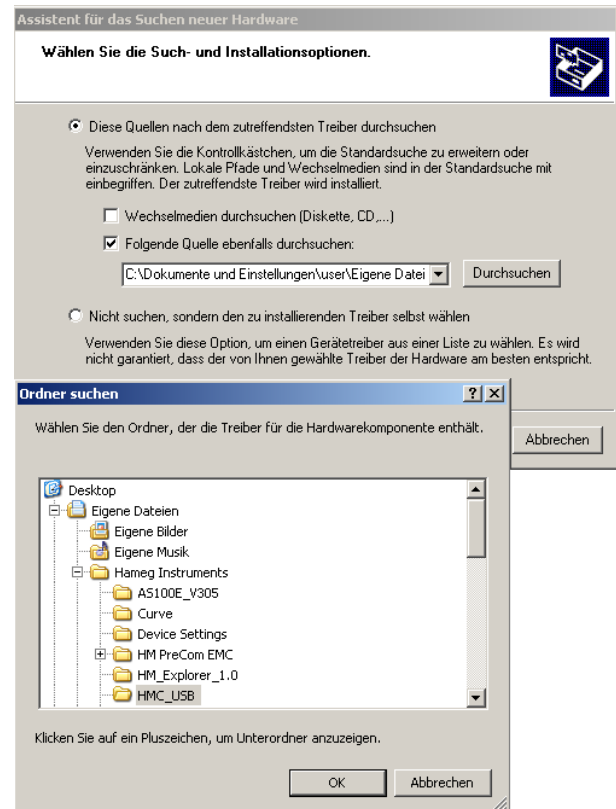 Assistent für das Suchen neuer Hardware
Wählen Sie die Such- und Installationsoptionen.
Diese Quellen nach dem zutreffendsten Treiber durchsuchen
Verwenden Sie die Kontrollkästchen, um die Standardsuche zu erweitern oder
einzuschränken. Lokale Pfade und Wechselmedien sind in der Standardsuche mit
einbegriffen. Der zutreffendste Treiber wird installiert.
Wechselmedien durchsuchen (Diskette, CD,...)
Folgende Quelle ebenfalls durchsuchen:
C:\Dokumente und Einstellungen\user\Eigene Datei
Durchsuchen
Nicht suchen, sondern den zu installierenden Treiber selbst wählen
Verwenden Sie diese Option, um einen Gerätetreiber aus einer Liste zu wählen. Es wird
nicht garantiert, dass der von Ihnen gewählte Treiber der Hardware am besten entspricht.
Abbrechen
Ordner suchen
Wählen Sie den Ordner, der die Treiber für die Hardwarekomponente enthält.
Desktop
Eigene Dateien
Eigene Bilder
Eigene Musik
Hameg Instruments
AS100E_V305
Curve
Device Settings
HM PreCom EMC
HM_Explorer_1.0
HMC_USB
Klicken Sie auf ein Pluszeichen, um Unterordner anzuzeigen.
OK
Abbrechen